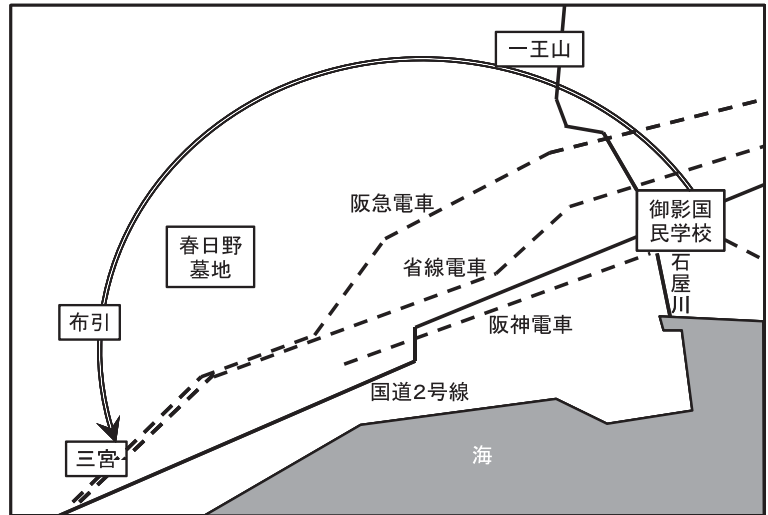 一王山
御影国
民学校
阪急電車
春日野
墓地
省線電車
石屋川
布引
阪神電車
国道2号線
三宮
海